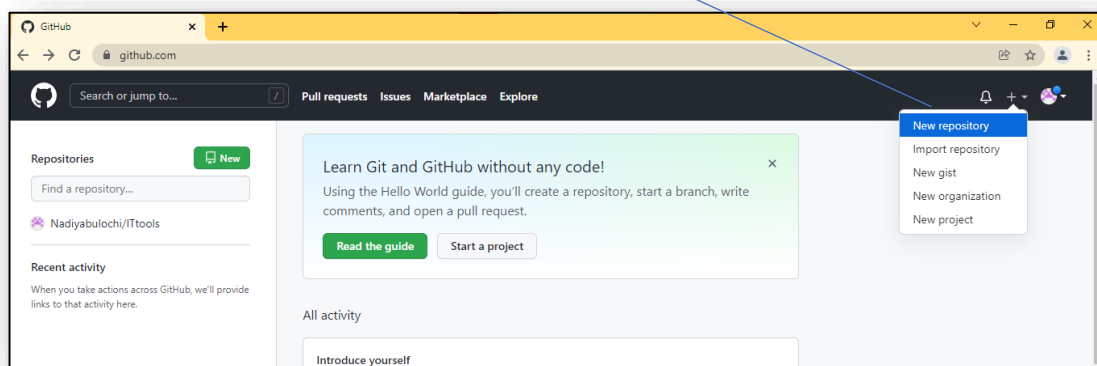 GitHub
github.com
Search or jump to... /
Pull requests Issues Marketplace Explore
New repository
Import repository
New gist
New organization
New project
Repositories
New
Find a repository...
Nadiyabulochi/ITtools
Recent activity
When you take actions across GitHub, we'll provide
links to that activity here.
Learn Git and GitHub without any code!
Using the Hello World guide, you'll create a repository, start a branch, write
comments, and open a pull request.
Read the guide
Start a project
All activity
Introduce yourself